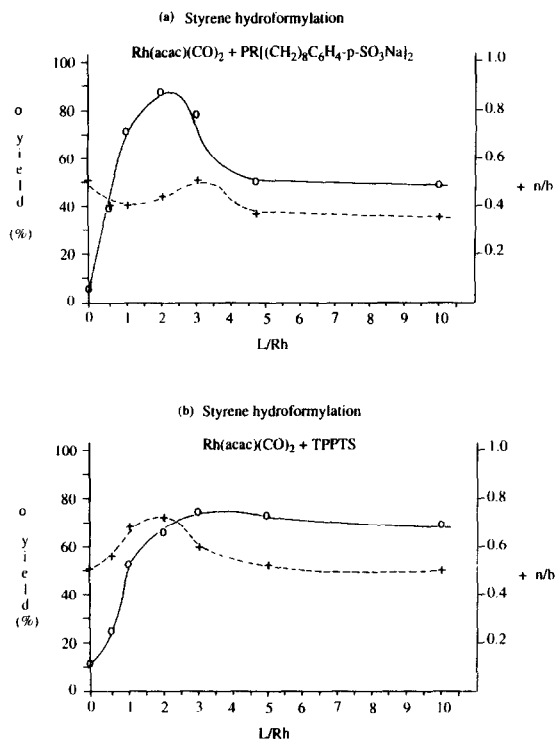 (a) Styrene hydroformylation
Rh(acac)(CO)2 + PR[(CH2)8C6H4-p-SO3Na]2
100
80
60
40
20
0
o yield (%)
1.0
0.8
0.6
0.4
0.2
+ n/b
0 1 2 3 4 5 6 7 8 9 10
L/Rh
(b) Styrene hydroformylation
Rh(acac)(CO)2 + TPPTS
100
80
60
40
20
0
o yield (%)
1.0
0.8
0.6
0.4
0.2
+ n/b
0 1 2 3 4 5 6 7 8 9 10
L/Rh